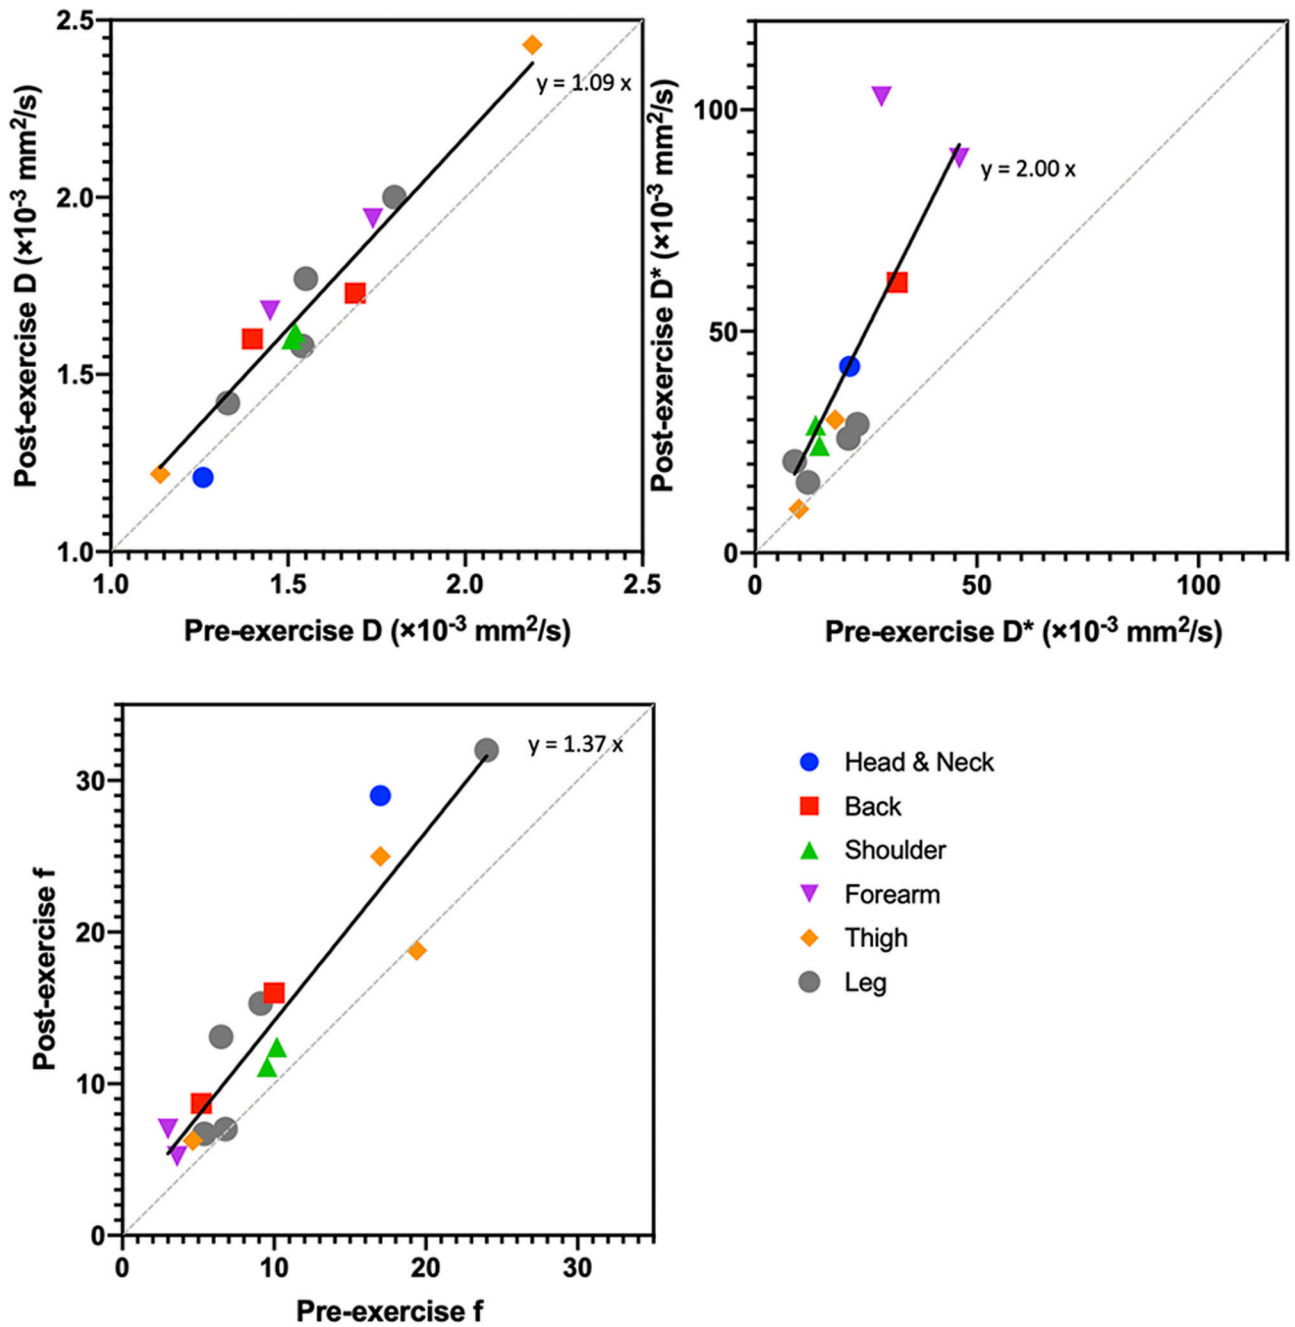 2.5
2.0
1.5
1.0
Post-exercise D (×10-3 mm2/s)
y = 1.09 x
1.0 1.5 2.0 2.5
Pre-exercise D (×10-3 mm2/s)
100
50
0
Post-exercise D* (×10-3 mm2/s)
y = 2.00 x
0 50 100
Pre-exercise D* (×10-3 mm2/s)
30
20
10
0
Post-exercise f
y = 1.37 x
0 10 20 30
Pre-exercise f
Head & Neck
Back
Shoulder
Forearm
Thigh
Leg